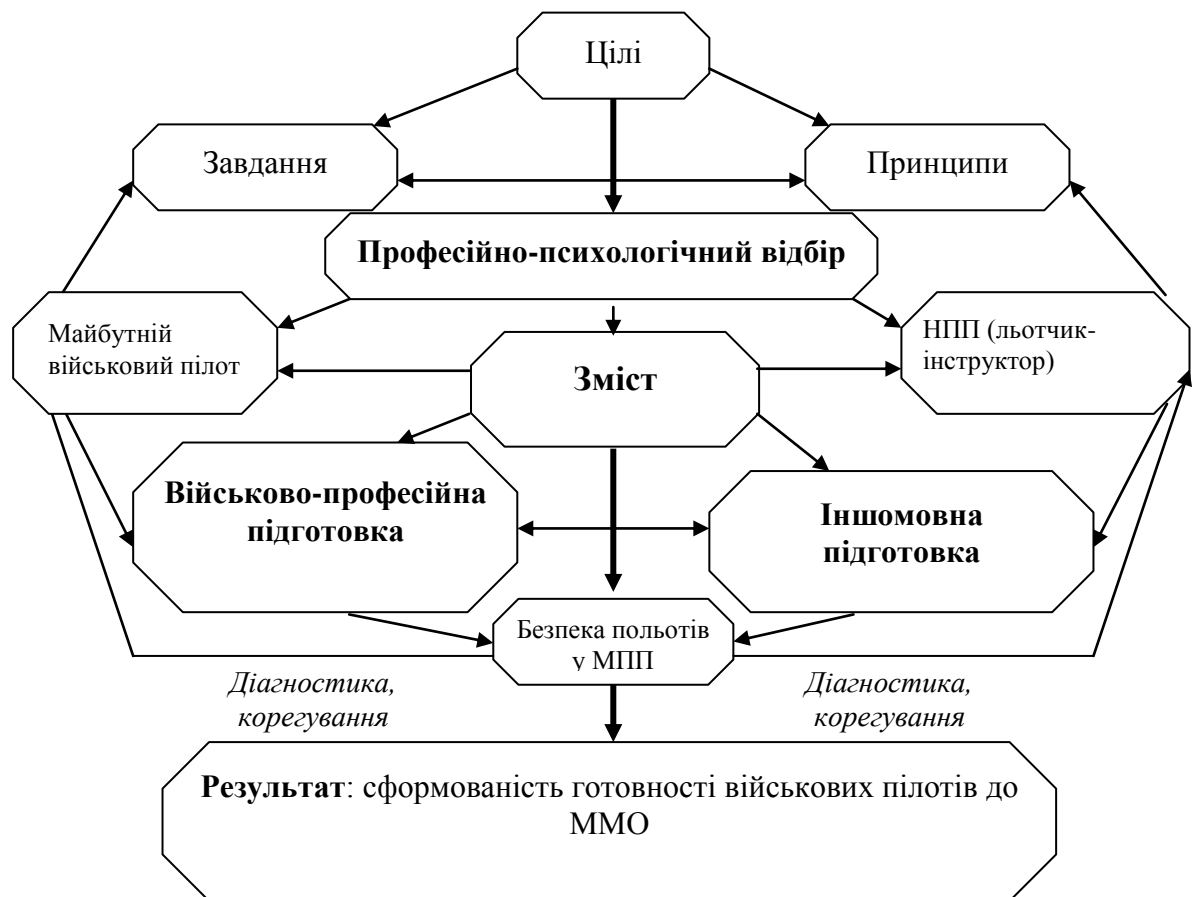 Цілі
Завдання
Принципи
Професійно-психологічний відбір
Майбутній
військовий пілот
НПП (льотчик-
інструктор)
Зміст
Військово-професійна
підготовка
Іншомовна
підготовка
Безпека польотів
у МПП
Діагностика,
корегування
Діагностика,
корегування
Результат: сформованість готовності військових пілотів до
ММО